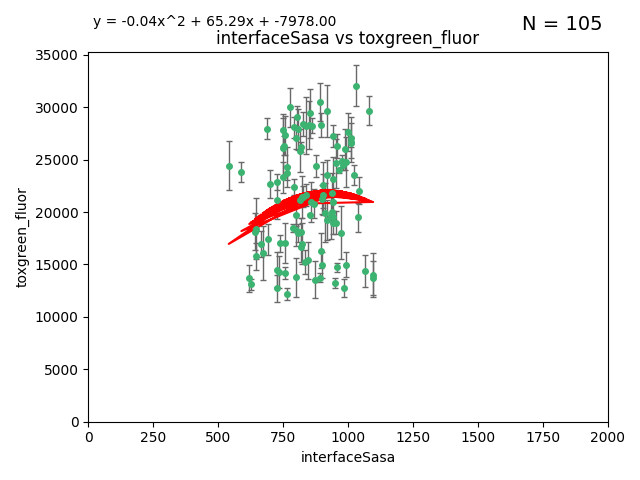 y = -0.04x^2 + 65.29x + -7978.00
N = 105
interfaceSasa vs toxgreen_fluor
35000
30000
25000
20000
15000
10000
5000
0
toxgreen_fluor
0 250 500 750 1000 1250 1500 1750 2000
interfaceSasa